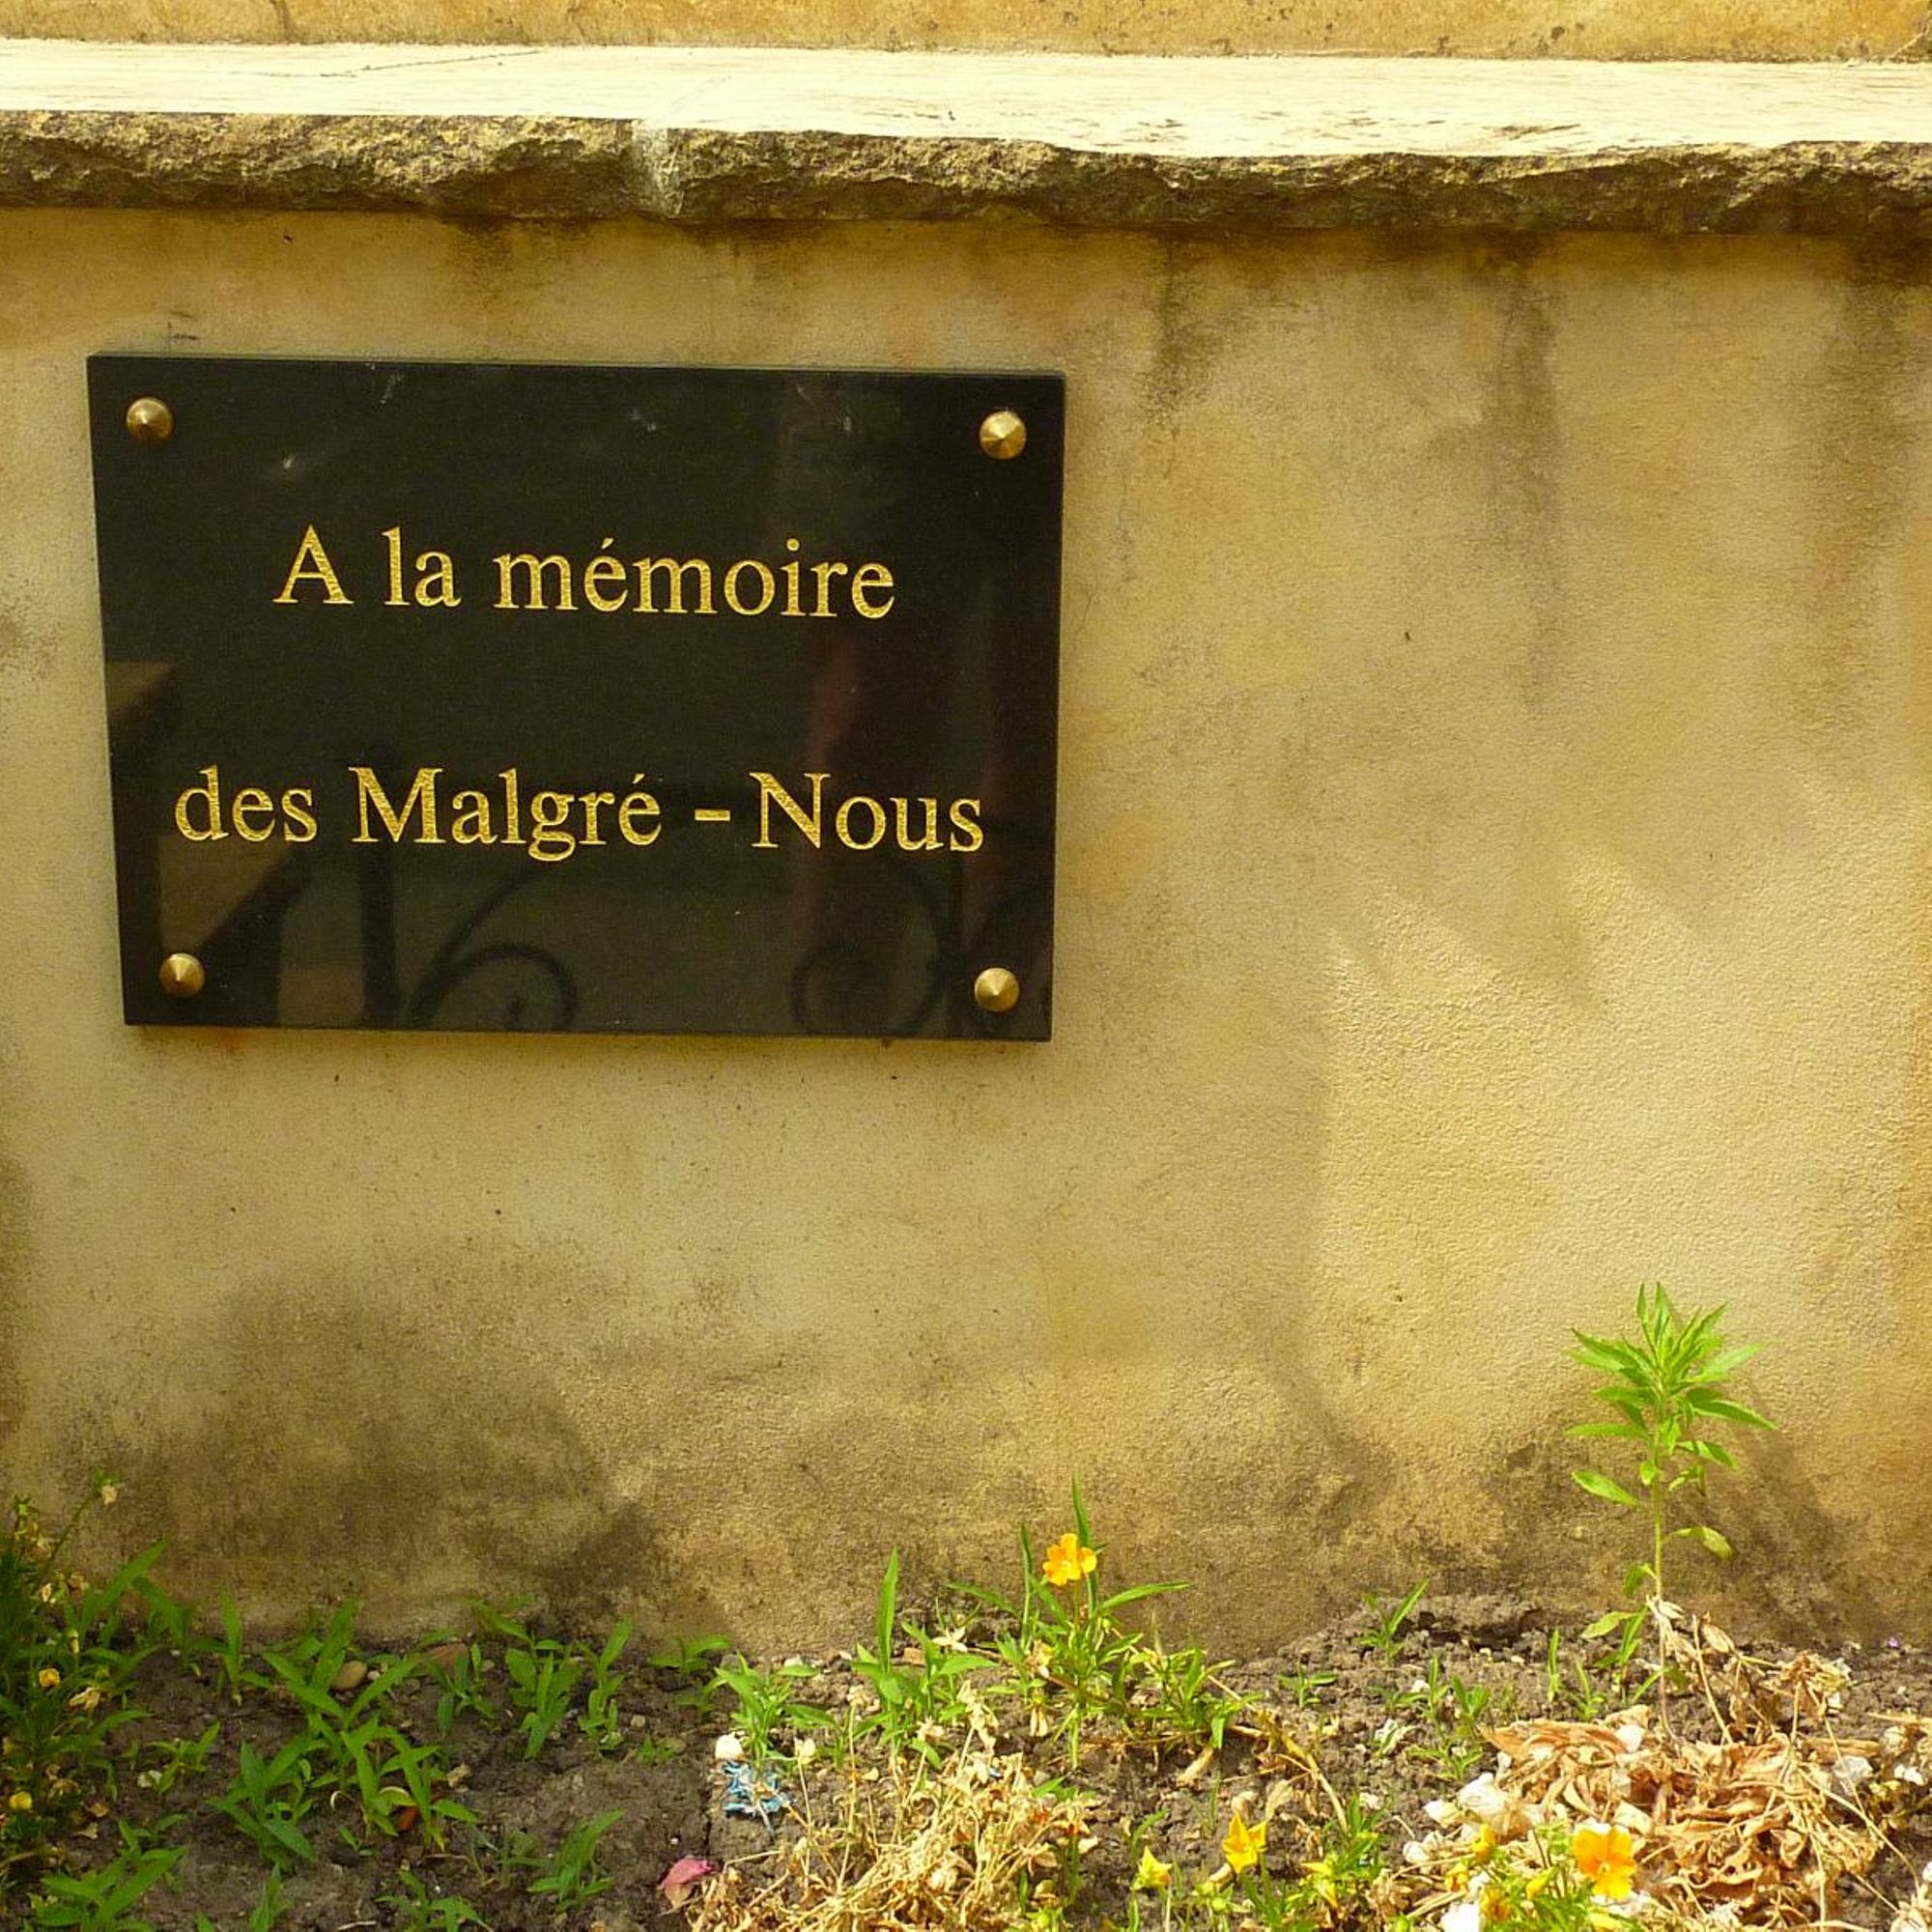 A la mémoire
des Malgré - Nous